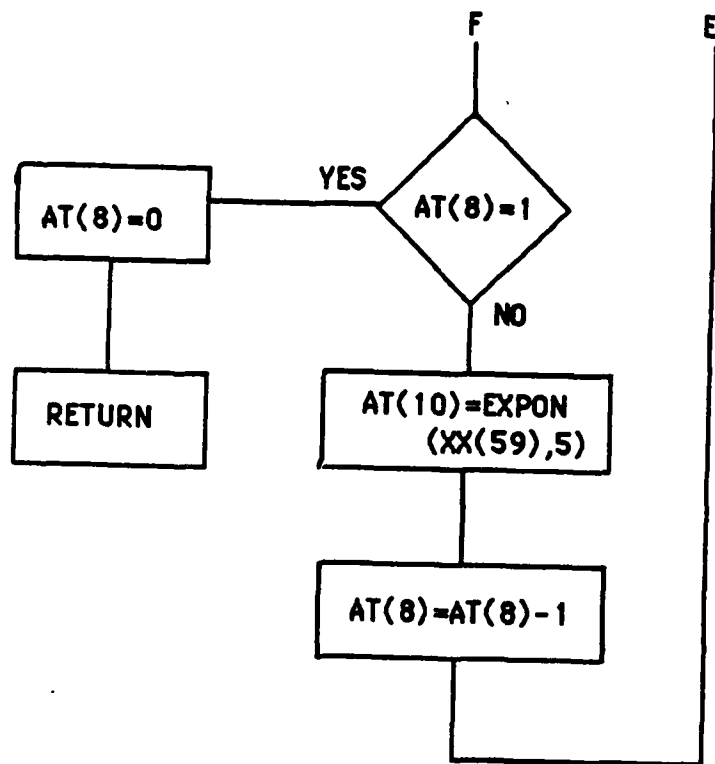 F
E
YES
AT(8)=1
AT(8)=0
NO
RETURN
AT(10)=EXPON
(XX(59),5)
AT(8)=AT(8)-1